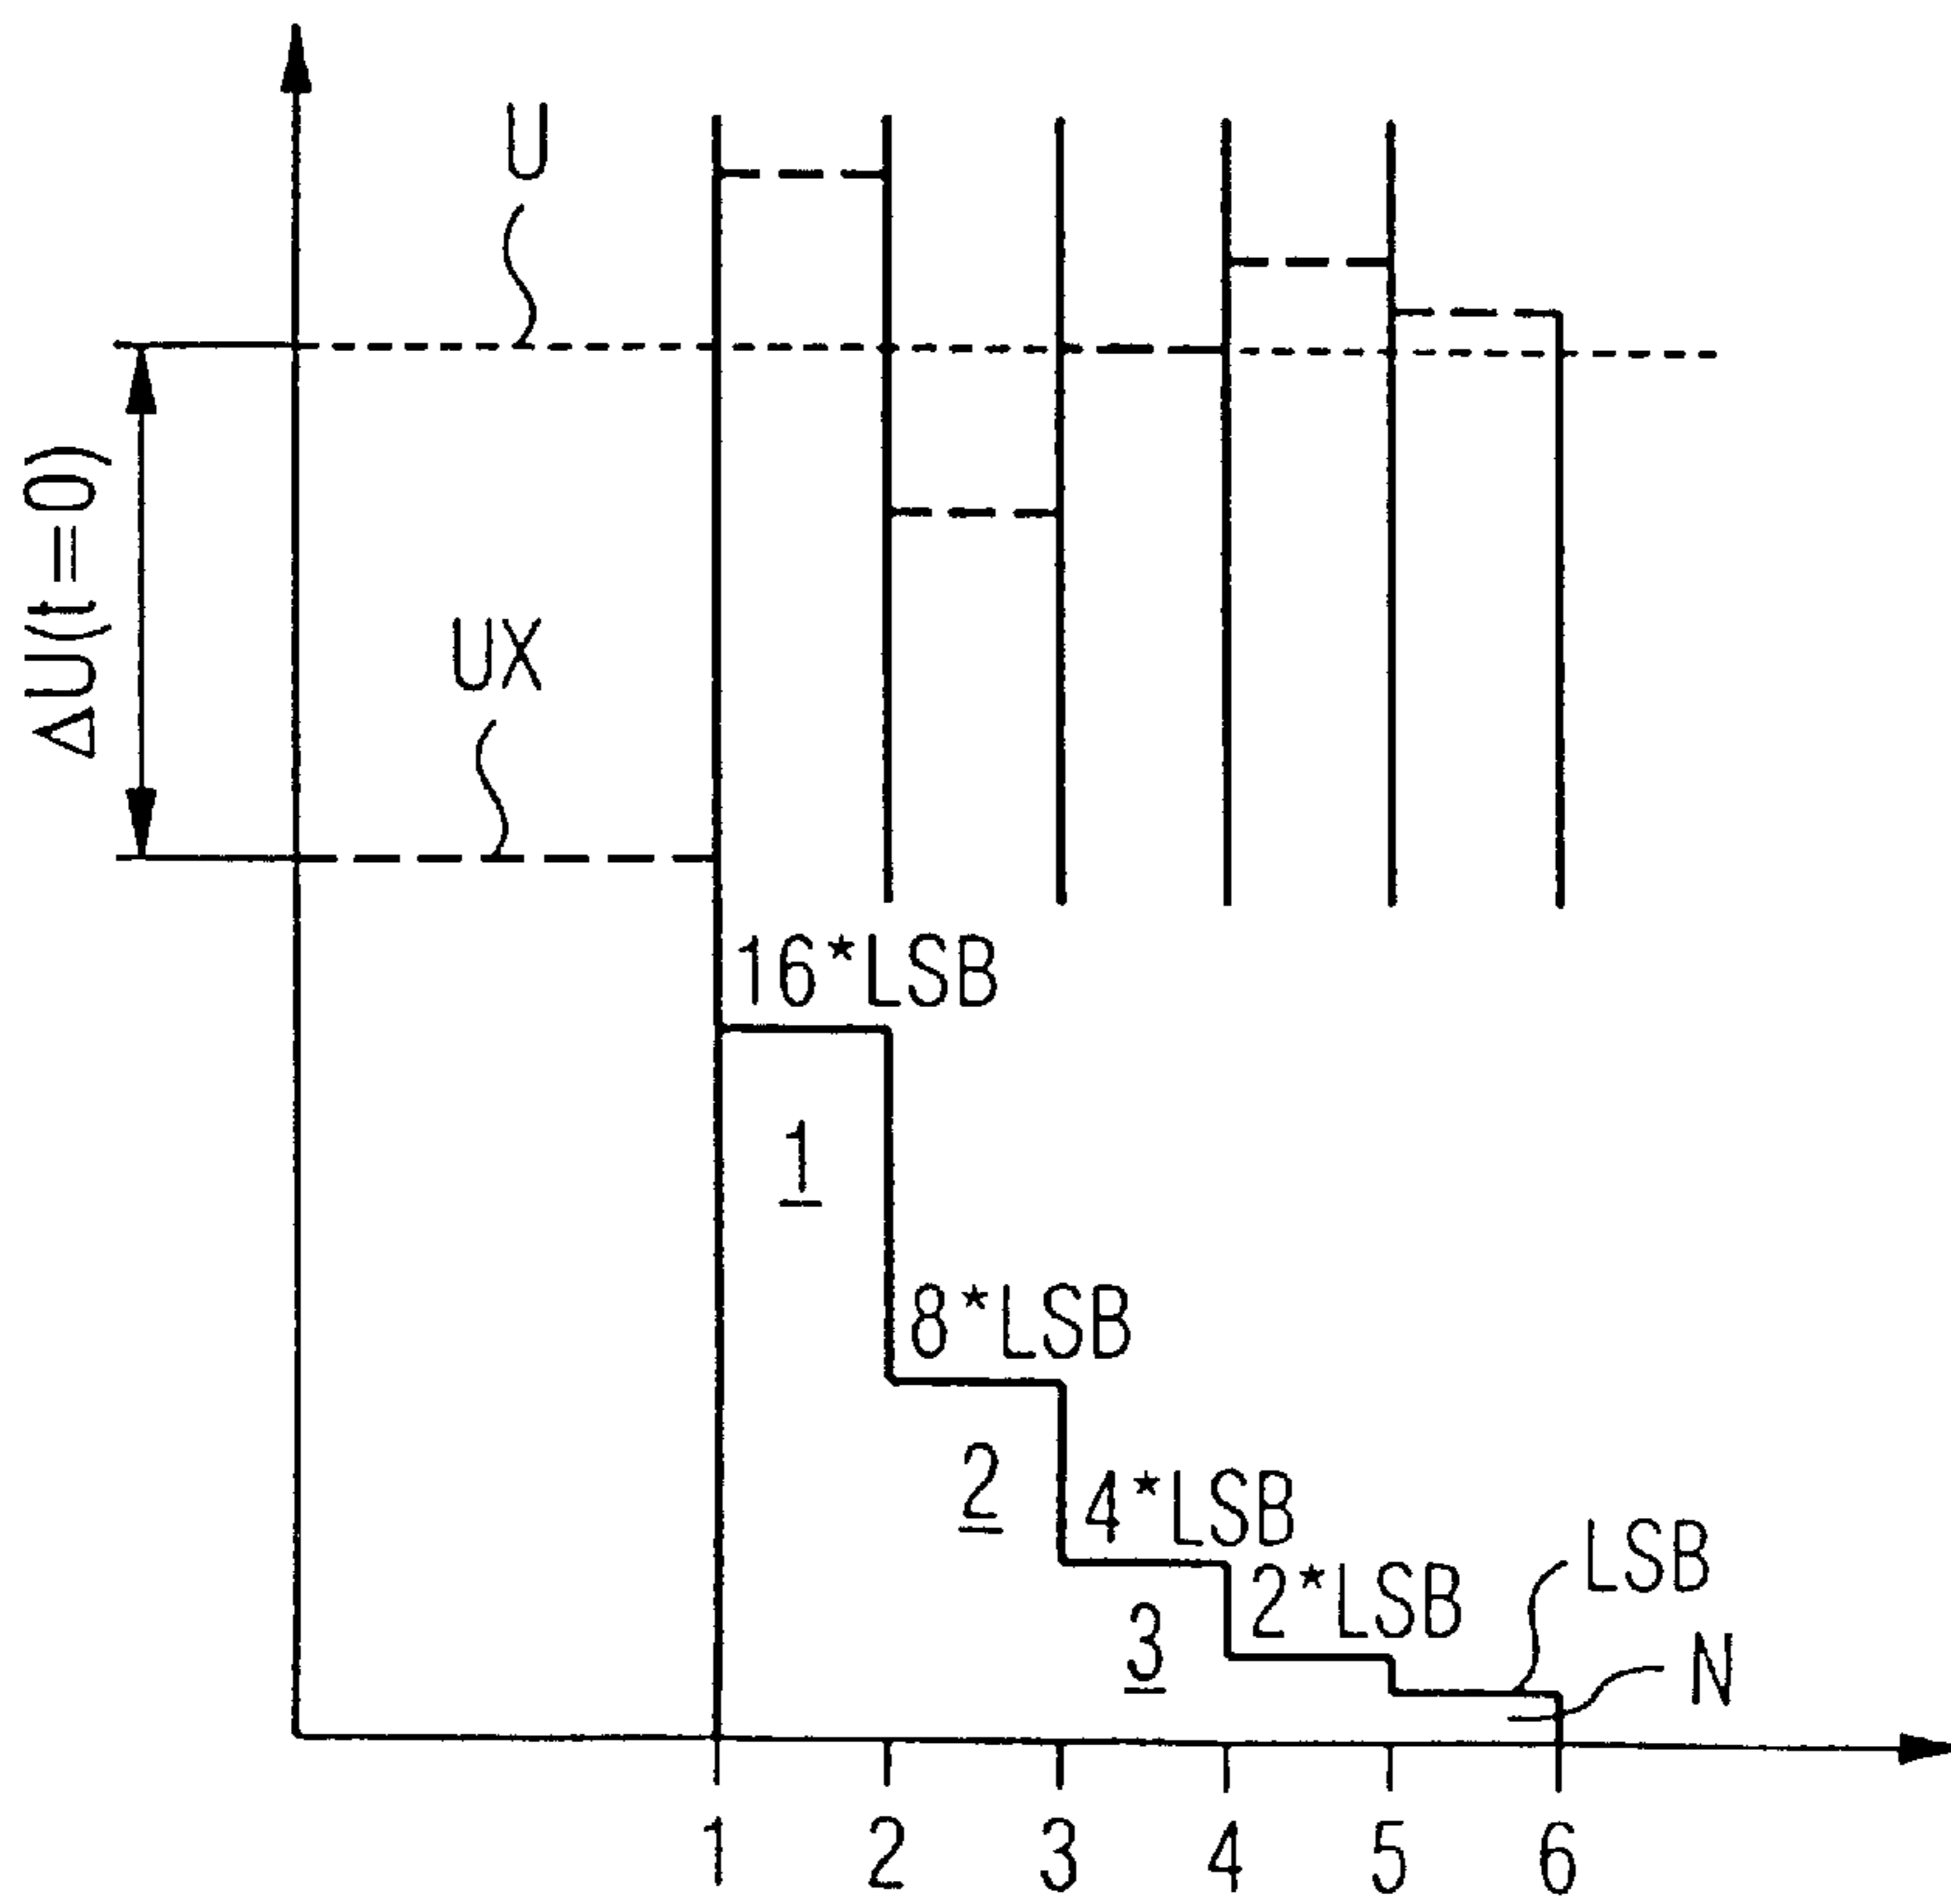 U
ΔU(t=0)
UX
16*LSB
1
8*LSB
2
4*LSB
3
2*LSB
LSB
N
1 2 3 4 5 6